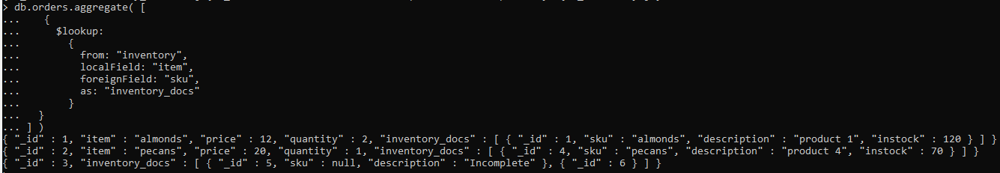 > db.orders.aggregate( [
... {
... $lookup:
... {
... from: "inventory",
... localField: "item",
... foreignField: "sku",
... as: "inventory_docs"
... }
... }
... ] )
{ "_id" : 1, "item" : "almonds", "price" : 12, "quantity" : 2, "inventory_docs" : [ { "_id" : 1, "sku" : "almonds", "description" : "product 1", "instock" : 120 } ] }
{ "_id" : 2, "item" : "pecans", "price" : 20, "quantity" : 1, "inventory_docs" : [ { "_id" : 4, "sku" : "pecans", "description" : "product 4", "instock" : 70 } ] }
{ "_id" : 3, "inventory_docs" : [ { "_id" : 5, "sku" : null, "description" : "Incomplete" }, { "_id" : 6 } ] }